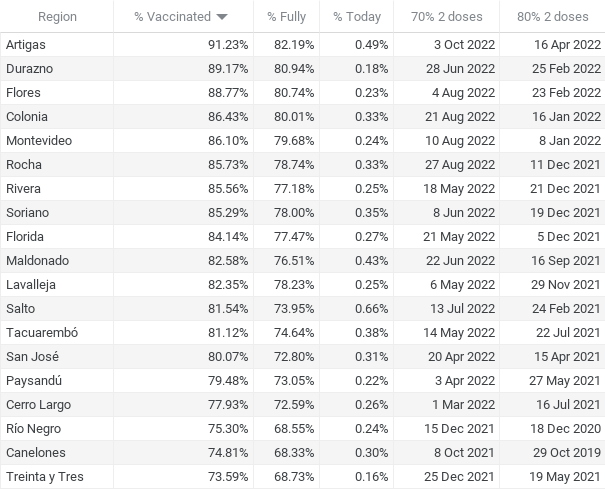 Region % Vaccinated % Fully % Today 70% 2 doses 80% 2 doses
Artigas 91.23% 82.19% 0.49% 3 Oct 2022 16 Apr 2022
Durazno 89.17% 80.94% 0.18% 28 Jun 2022 25 Feb 2022
Flores 88.77% 80.74% 0.23% 4 Aug 2022 23 Feb 2022
Colonia 86.43% 80.01% 0.33% 21 Aug 2022 16 Jan 2022
Montevideo 86.10% 79.68% 0.24% 10 Aug 2022 8 Jan 2022
Rocha 85.73% 78.74% 0.33% 27 Aug 2022 11 Dec 2021
Rivera 85.56% 77.18% 0.25% 18 May 2022 21 Dec 2021
Soriano 85.29% 78.00% 0.35% 8 Jun 2022 19 Dec 2021
Florida 84.14% 77.47% 0.27% 21 May 2022 5 Dec 2021
Maldonado 82.58% 76.51% 0.43% 22 Jun 2022 16 Sep 2021
Lavalleja 82.35% 78.23% 0.25% 6 May 2022 29 Nov 2021
Salto 81.54% 73.95% 0.66% 13 Jul 2022 24 Feb 2021
Tacuarembó 81.12% 74.64% 0.38% 14 May 2022 22 Jul 2021
San José 80.07% 72.80% 0.31% 20 Apr 2022 15 Apr 2021
Paysandú 79.48% 73.05% 0.22% 3 Apr 2022 27 May 2021
Cerro Largo 77.93% 72.59% 0.26% 1 Mar 2022 16 Jul 2021
Río Negro 75.30% 68.55% 0.24% 15 Dec 2021 18 Dec 2020
Canelones 74.81% 68.33% 0.30% 8 Oct 2021 29 Oct 2019
Treinta y Tres 73.59% 68.73% 0.16% 25 Dec 2021 19 May 2021